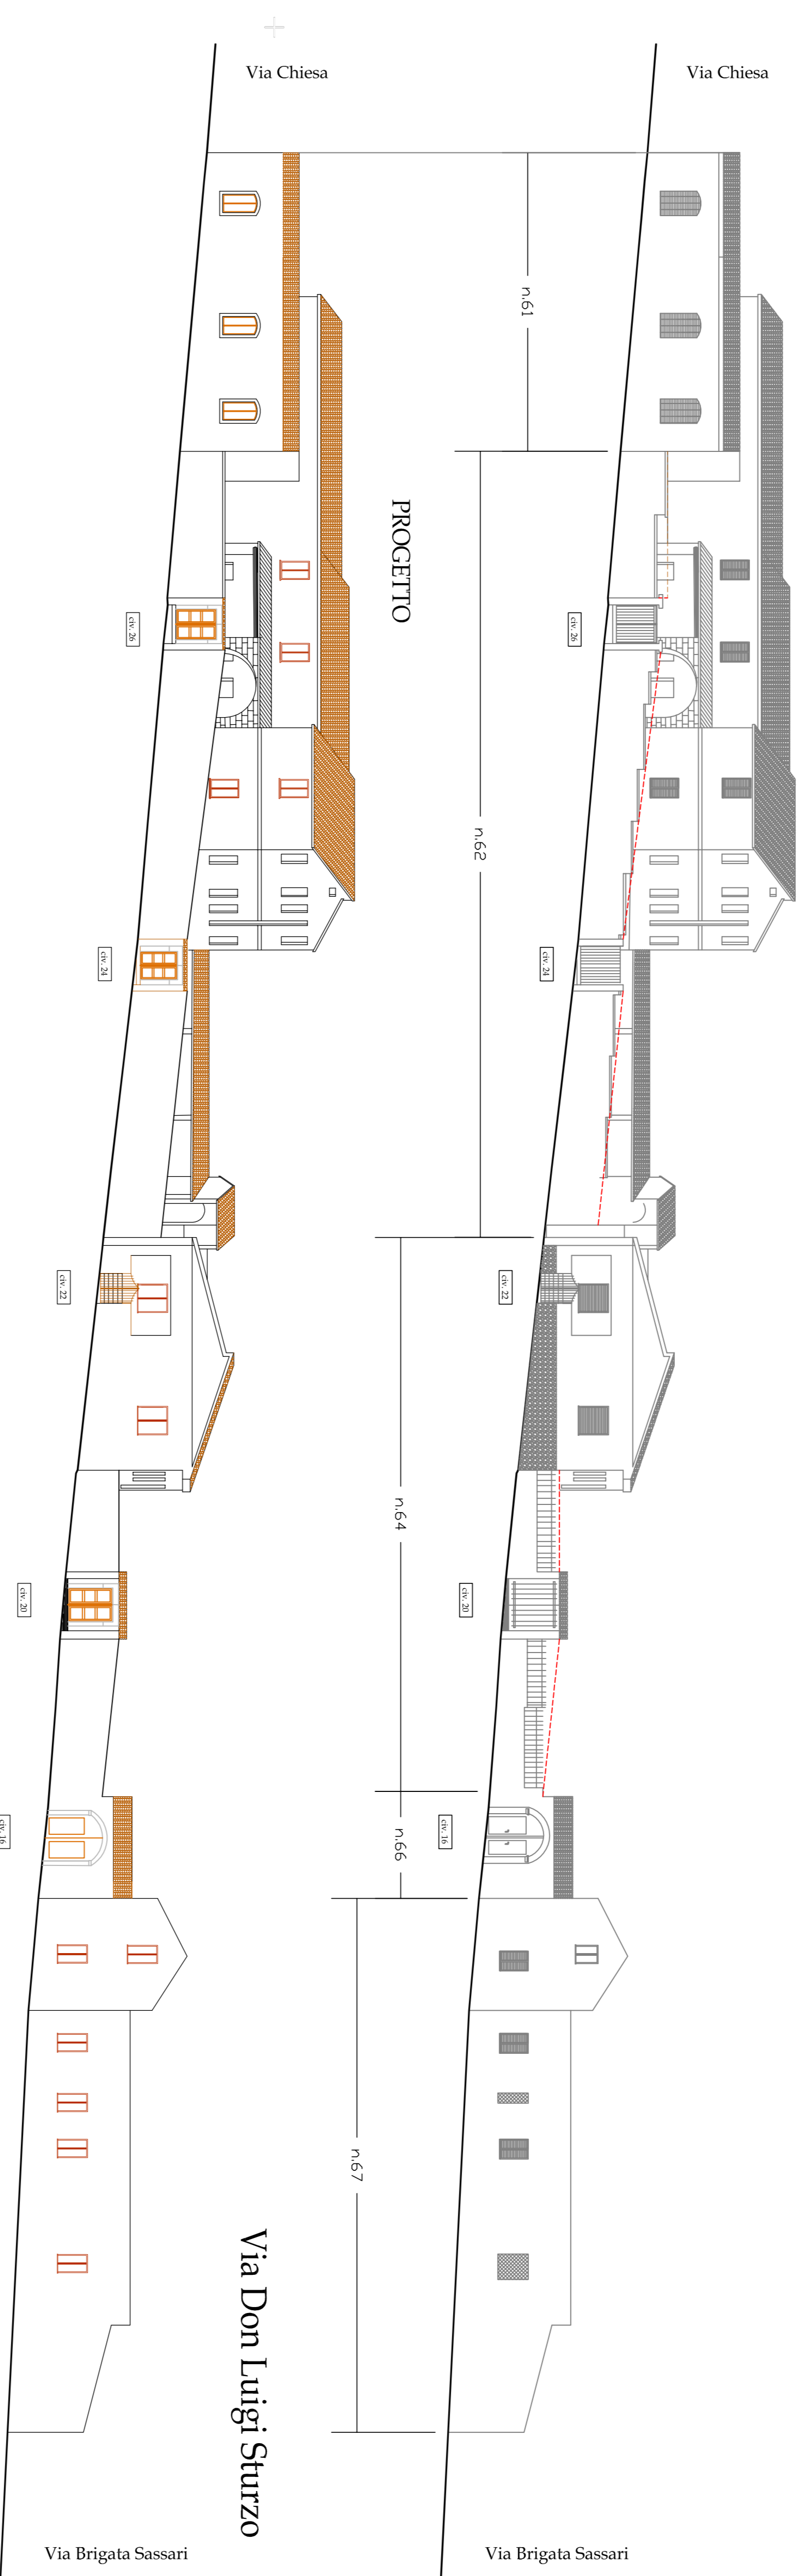 Via Chiesa
Via Chiesa
n.61
PROGETTO
civ. 26
civ. 26
n.62
civ. 24
civ. 24
civ. 22
civ. 22
n.64
civ. 20
civ. 20
civ. 16
civ. 16
n.66
n.67
Via Don Luigi Sturzo
Via Brigata Sassari
Via Brigata Sassari